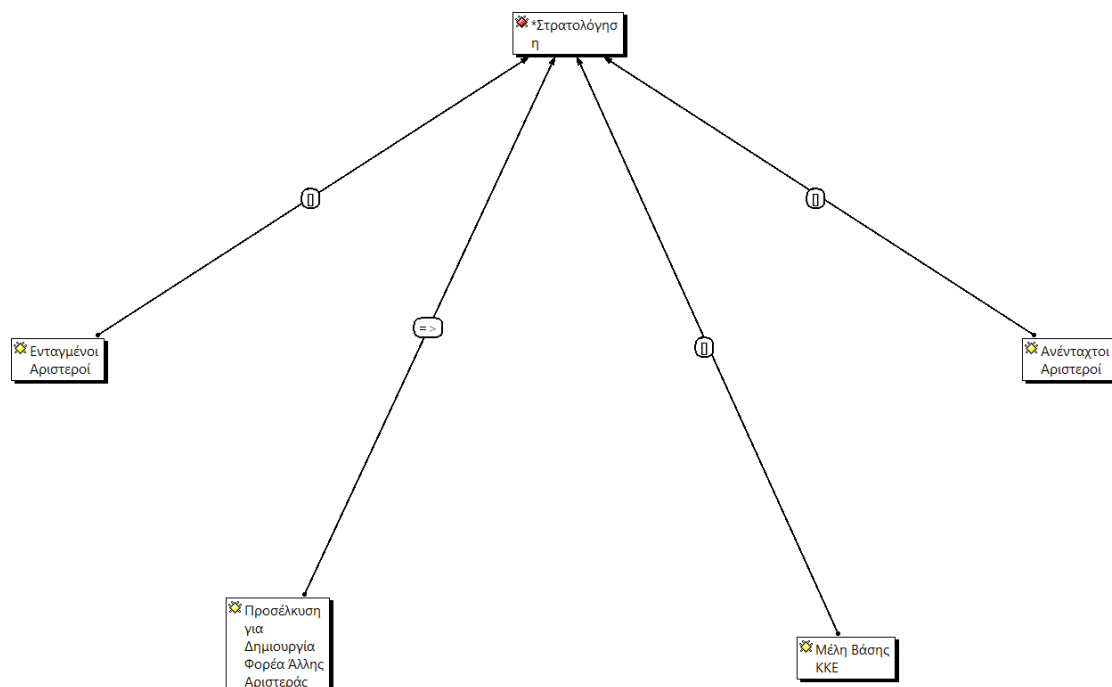 *Στρατολόγησ
η
[]
[]
=>
[]
Ενταγμένοι
Αριστεροί
Ανένταχτοι
Αριστεροί
Προσέλκυση
για
Δημιουργία
Φορέα Άλλης
Αριστεράς
Μέλη Βάσης
ΚΚΕ